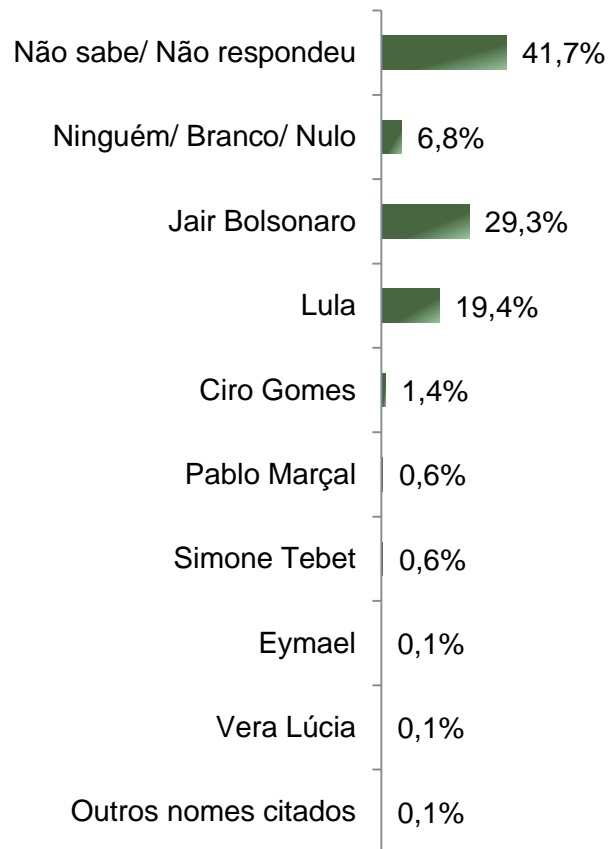 Não sabe/ Não respondeu 41,7%
Ninguém/ Branco/ Nulo 6,8%
Jair Bolsonaro 29,3%
Lula 19,4%
Ciro Gomes 1,4%
Pablo Marçal 0,6%
Simone Tebet 0,6%
Eymael 0,1%
Vera Lúcia 0,1%
Outros nomes citados 0,1%